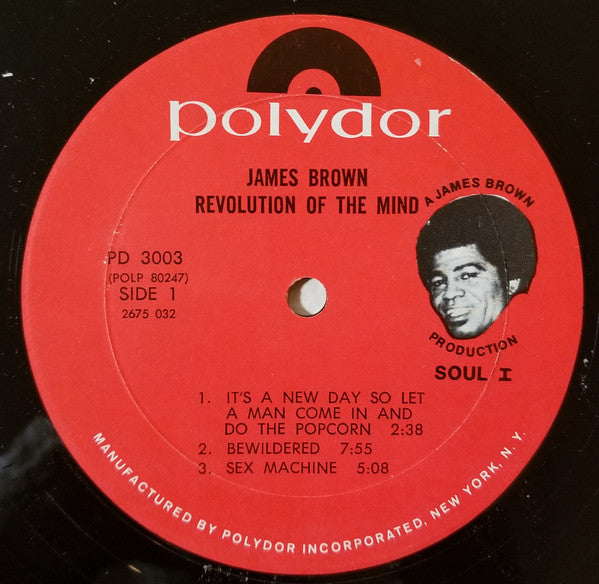 polydor
JAMES BROWN
REVOLUTION OF THE MIND
A JAMES BROWN
PRODUCTION
SOUL I
PD 3003
(POLP 80247)
SIDE 1
2675 032
1. IT'S A NEW DAY SO LET
A MAN COME IN AND
DO THE POPCORN 2:38
2. BEWILDERED 7:55
3. SEX MACHINE 5:08
MANUFACTURED BY POLYDOR INCORPORATED, NEW YORK, N. Y.